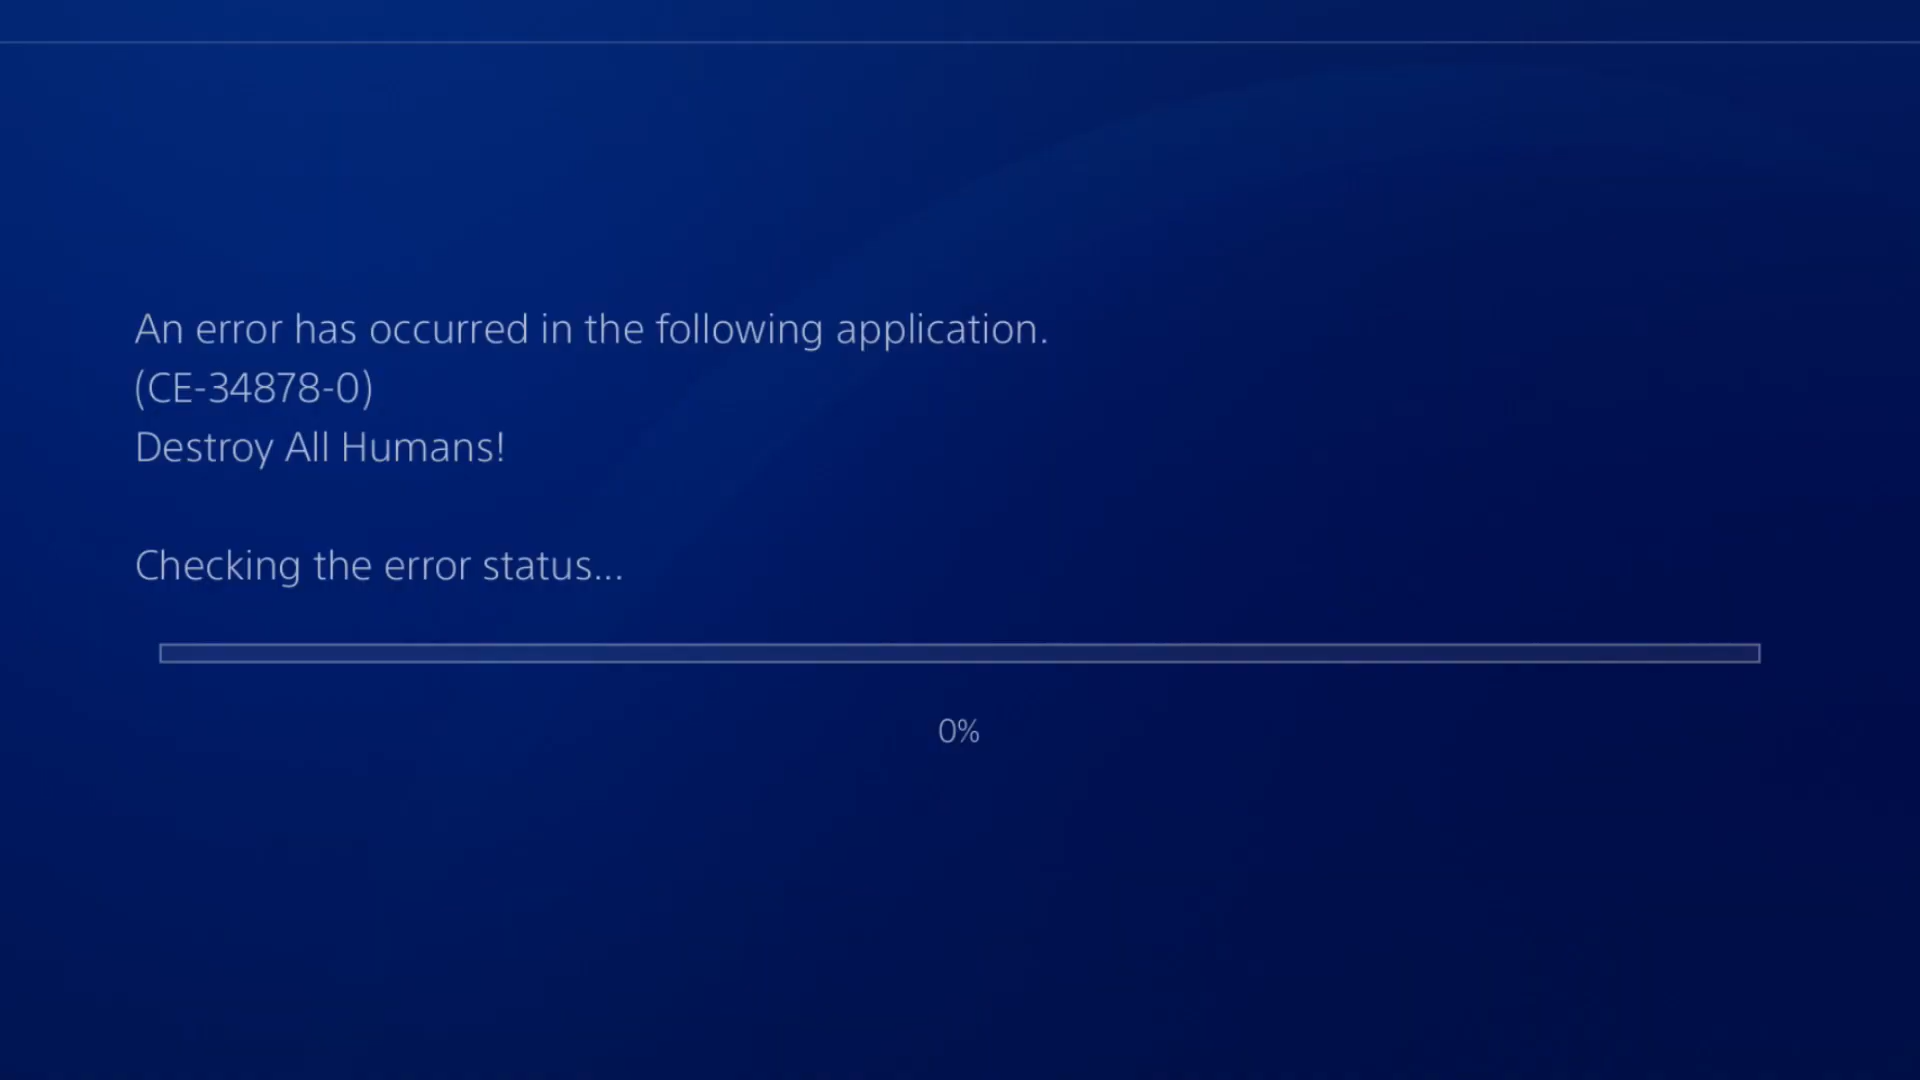 An error has occurred in the following application.
(CE-34878-0)
Destroy All Humans!
Checking the error status...
0%